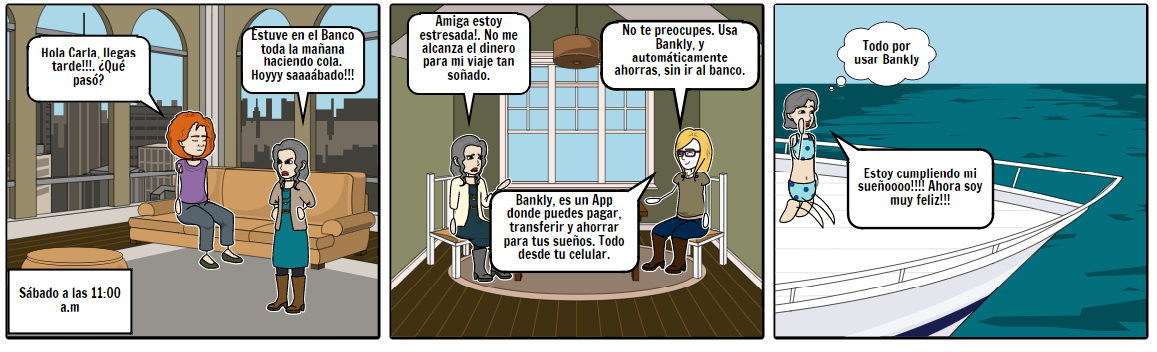 Hola Carla, llegas
tarde!!!. ¿Qué
pasó?
Estuve en el Banco
toda la mañana
haciendo cola.
Hoyyy saaaábado!!!
Sábado a las 11:00
a.m
Amiga estoy
estresada!. No me
alcanza el dinero
para mi viaje tan
soñado.
No te preocupes. Usa
Bankly, y
automáticamente
ahorras, sin ir al banco.
Bankly, es un App
donde puedes pagar,
transferir y ahorrar
para tus sueños. Todo
desde tu celular.
Todo por
usar Bankly
Estoy cumpliendo mi
sueñoooo!!!! Ahora soy
muy feliz!!!